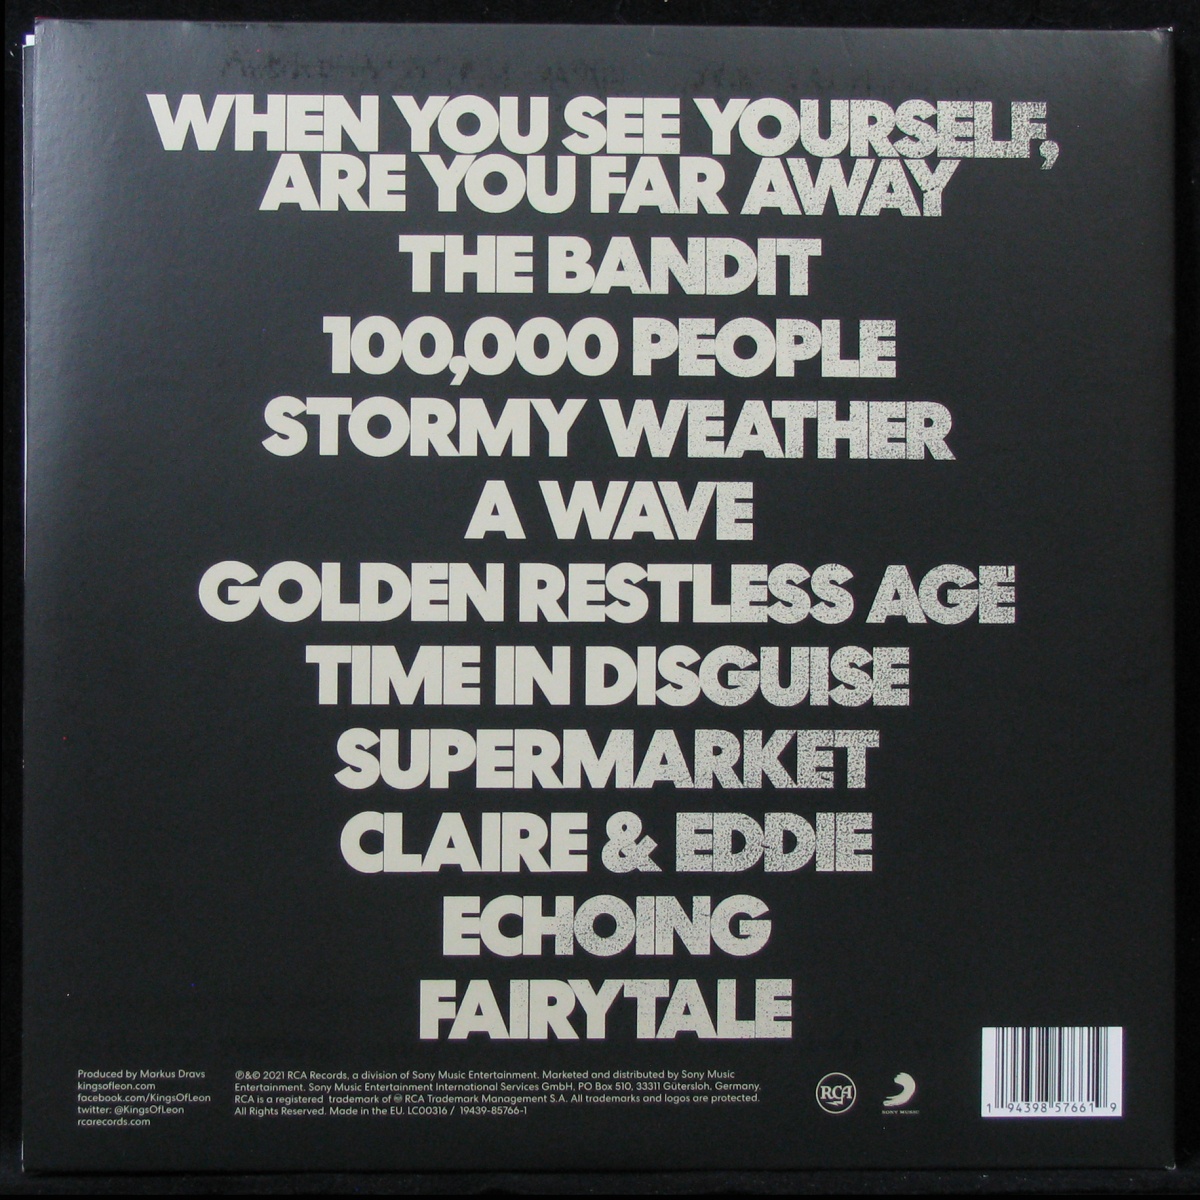 WHEN YOU SEE YOURSELF,
ARE YOU FAR AWAY
THE BANDIT
100,000 PEOPLE
STORMY WEATHER
A WAVE
GOLDEN RESTLESS AGE
TIME IN DISGUISE
SUPERMARKET
CLAIRE & EDDIE
ECHOING
FAIRYTALE
Produced by Markus Dravs
kingsofleon.com
facebook.com/KingsOfLeon
twitter: @KingsOfLeon
rcarecords.com
℗&© 2021 RCA Records, a division of Sony Music Entertainment. Marketed and distributed by Sony Music
Entertainment. Sony Music Entertainment International Services GmbH, PO Box 510, 33311 Gütersloh, Germany.
RCA is a registered trademark of RCA Trademark Management S.A. All trademarks and logos are protected.
All Rights Reserved. Made in the EU. LC00316 / 19439-85766-1
RCA
SONY MUSIC
1 94398 57661 9